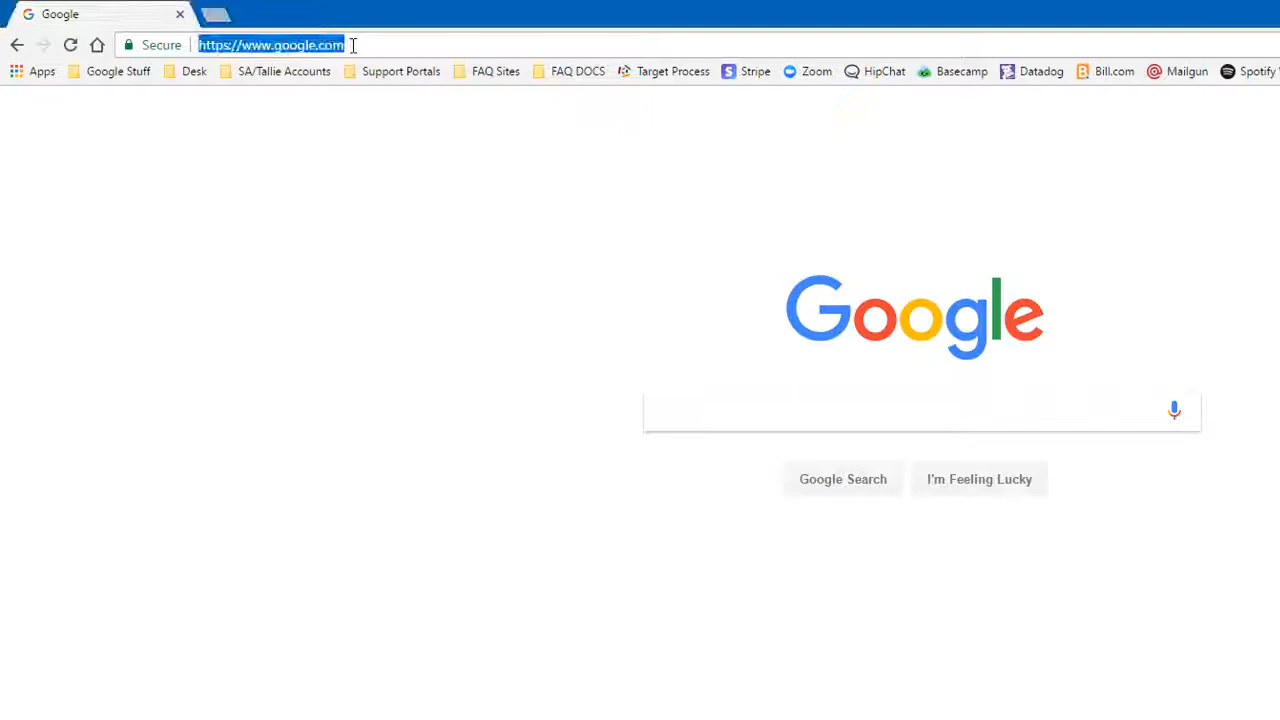 Google
Secure https://www.google.com
Apps Google Stuff Desk SA/Tallie Accounts Support Portals FAQ Sites FAQ DOCS Target Process Stripe Zoom HipChat Basecamp Datadog Bill.com Mailgun Spotify
Google
Google Search I'm Feeling Lucky